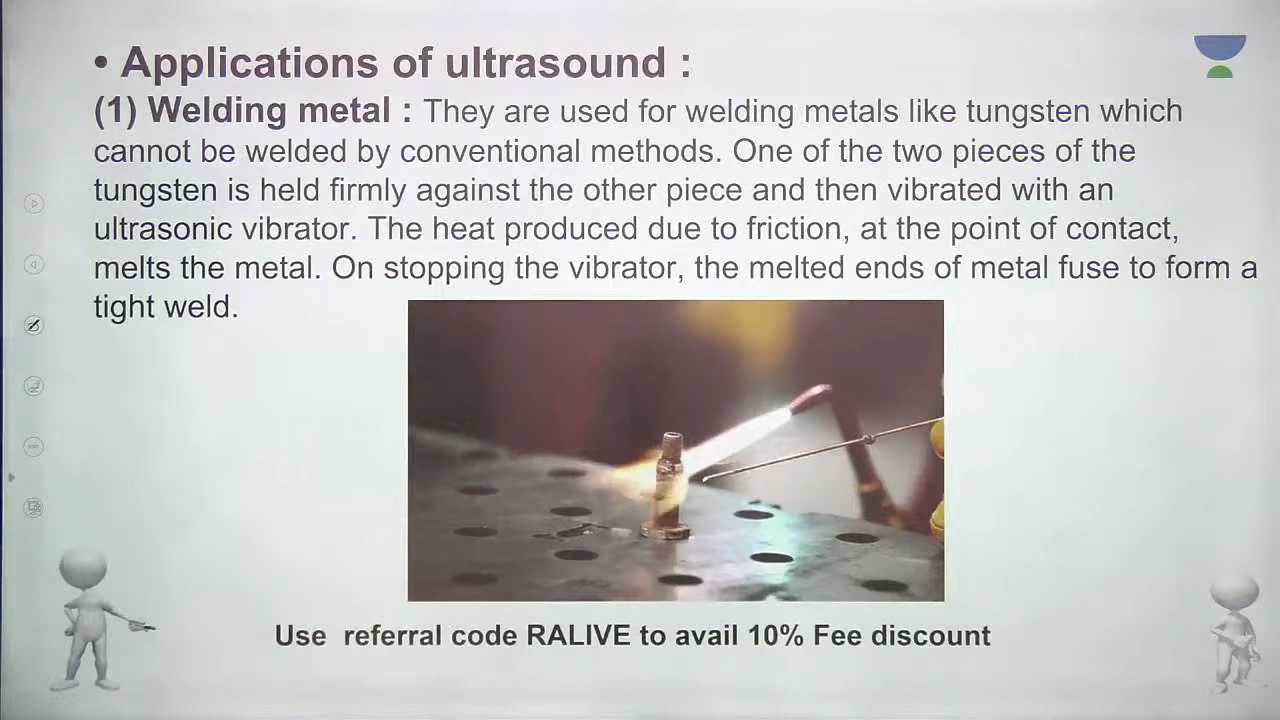 • Applications of ultrasound :
(1) Welding metal : They are used for welding metals like tungsten which
cannot be welded by conventional methods. One of the two pieces of the
tungsten is held firmly against the other piece and then vibrated with an
ultrasonic vibrator. The heat produced due to friction, at the point of contact,
melts the metal. On stopping the vibrator, the melted ends of metal fuse to form a
tight weld.
Use referral code RALIVE to avail 10% Fee discount